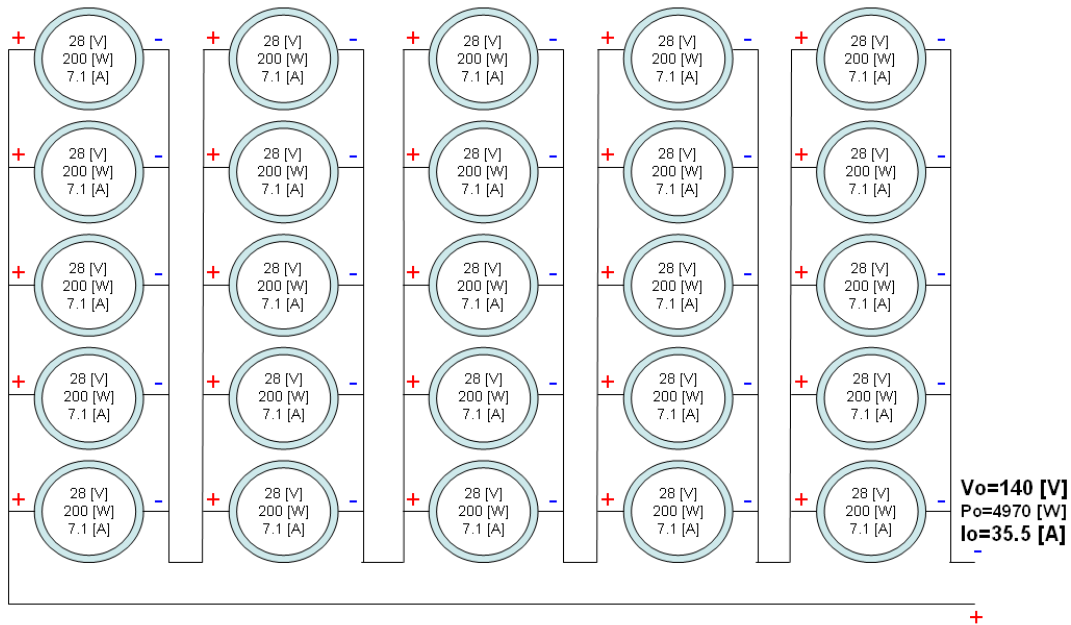 + - + - + - + - + -
28 [V] 28 [V] 28 [V] 28 [V] 28 [V]
200 [W] 200 [W] 200 [W] 200 [W] 200 [W]
7.1 [A] 7.1 [A] 7.1 [A] 7.1 [A] 7.1 [A]
+ - + - + - + - + -
28 [V] 28 [V] 28 [V] 28 [V] 28 [V]
200 [W] 200 [W] 200 [W] 200 [W] 200 [W]
7.1 [A] 7.1 [A] 7.1 [A] 7.1 [A] 7.1 [A]
+ - + - + - + - + -
28 [V] 28 [V] 28 [V] 28 [V] 28 [V]
200 [W] 200 [W] 200 [W] 200 [W] 200 [W]
7.1 [A] 7.1 [A] 7.1 [A] 7.1 [A] 7.1 [A]
+ - + - + - + - + -
28 [V] 28 [V] 28 [V] 28 [V] 28 [V]
200 [W] 200 [W] 200 [W] 200 [W] 200 [W]
7.1 [A] 7.1 [A] 7.1 [A] 7.1 [A] 7.1 [A]
+ - + - + - + - + -
28 [V] 28 [V] 28 [V] 28 [V] 28 [V]
200 [W] 200 [W] 200 [W] 200 [W] 200 [W]
7.1 [A] 7.1 [A] 7.1 [A] 7.1 [A] 7.1 [A]
Vo=140 [V]
Po=4970 [W]
Io=35.5 [A]
-
+